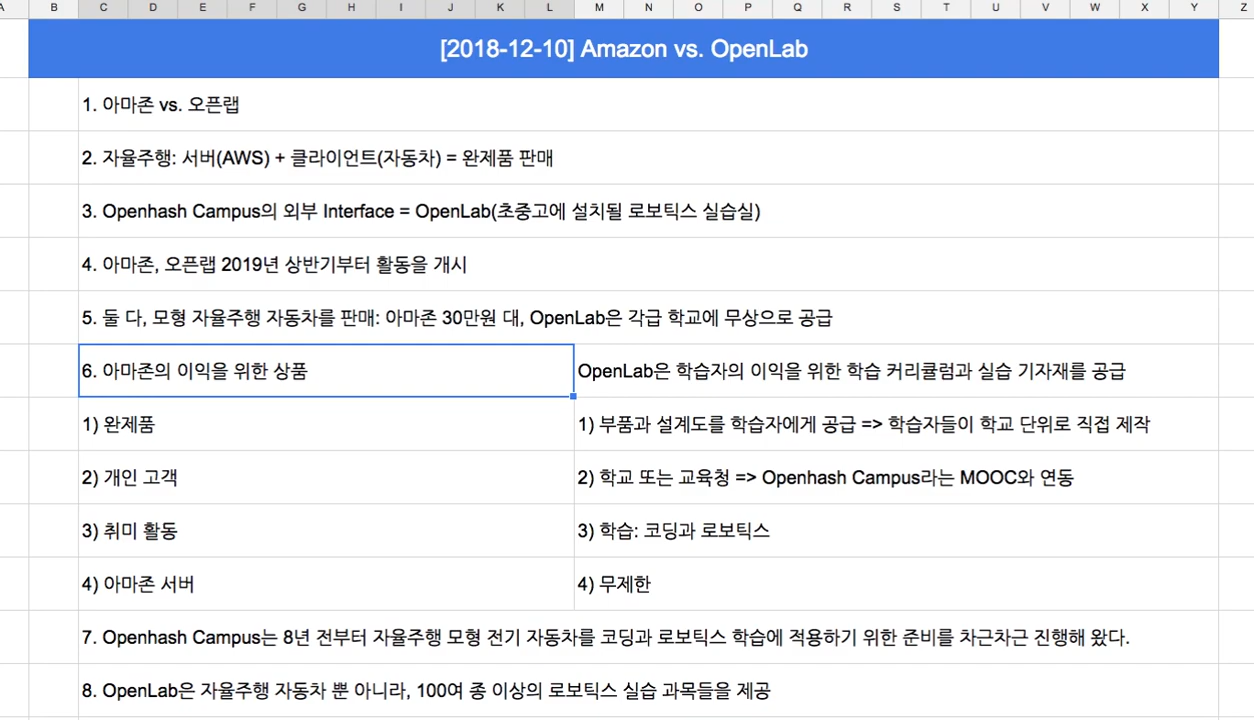 A B C D E F G H I J K L M N O P Q R S T U V W X Y Z
[2018-12-10] Amazon vs. OpenLab
1. 아마존 vs. 오픈랩
2. 자율주행: 서버(AWS) + 클라이언트(자동차) = 완제품 판매
3. Openhash Campus의 외부 Interface = OpenLab(초중고에 설치될 로보틱스 실습실)
4. 아마존, 오픈랩 2019년 상반기부터 활동을 개시
5. 둘 다, 모형 자율주행 자동차를 판매: 아마존 30만원 대, OpenLab은 각급 학교에 무상으로 공급
6. 아마존의 이익을 위한 상품 OpenLab은 학습자의 이익을 위한 학습 커리큘럼과 실습 기자재를 공급
1) 완제품 1) 부품과 설계도를 학습자에게 공급 => 학습자들이 학교 단위로 직접 제작
2) 개인 고객 2) 학교 또는 교육청 => Openhash Campus라는 MOOC와 연동
3) 취미 활동 3) 학습: 코딩과 로보틱스
4) 아마존 서버 4) 무제한
7. Openhash Campus는 8년 전부터 자율주행 모형 전기 자동차를 코딩과 로보틱스 학습에 적용하기 위한 준비를 차근차근 진행해 왔다.
8. OpenLab은 자율주행 자동차 뿐 아니라, 100여 종 이상의 로보틱스 실습 과목들을 제공